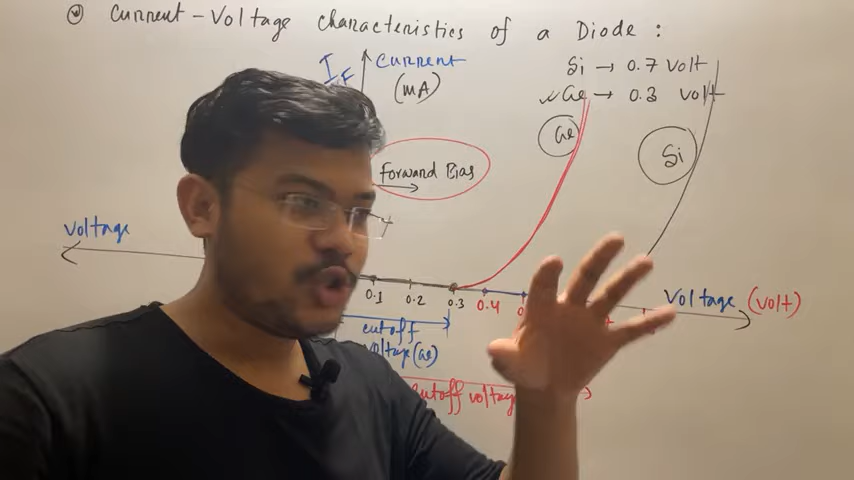 Current-Voltage characteristics of a Diode :
Si → 0.7 Volt
Ge → 0.3 Volt
IF
Current
(mA)
Ge
Si
Forward Bias
Voltage
0.1 0.2 0.3 0.4
Voltage (volt)
cutoff
voltage (Ge)
cutoff voltage